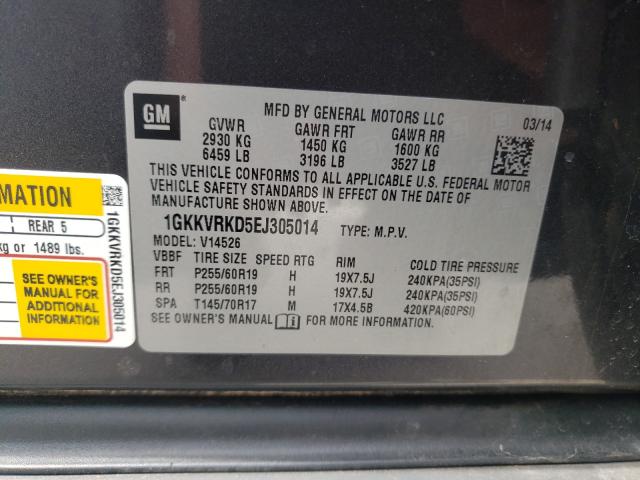 GM
®
MFD BY GENERAL MOTORS LLC
03/14
GVWR GAWR FRT GAWR RR
2930 KG 1450 KG 1600 KG
6459 LB 3196 LB 3527 LB
THIS VEHICLE CONFORMS TO ALL APPLICABLE U.S. FEDERAL MOTOR
VEHICLE SAFETY STANDARDS IN EFFECT ON THE DATE OF
MANUFACTURE SHOWN ABOVE.
1GKKVRKD5EJ305014 TYPE: M.P.V.
MODEL: V14526
VBBF TIRE SIZE SPEED RTG RIM COLD TIRE PRESSURE
FRT P255/60R19 H 19X7.5J 240KPA(35PSI)
RR P255/60R19 H 19X7.5J 240KPA(35PSI)
SPA T145/70R17 M 17X4.5B 420KPA(60PSI)
SEE OWNER'S MANUAL FOR MORE INFORMATION.
REAR 5
kg or 1489 lbs.
SEE OWNER'S
MANUAL FOR
ADDITIONAL
INFORMATION
1GKKVRKD5EJ305014